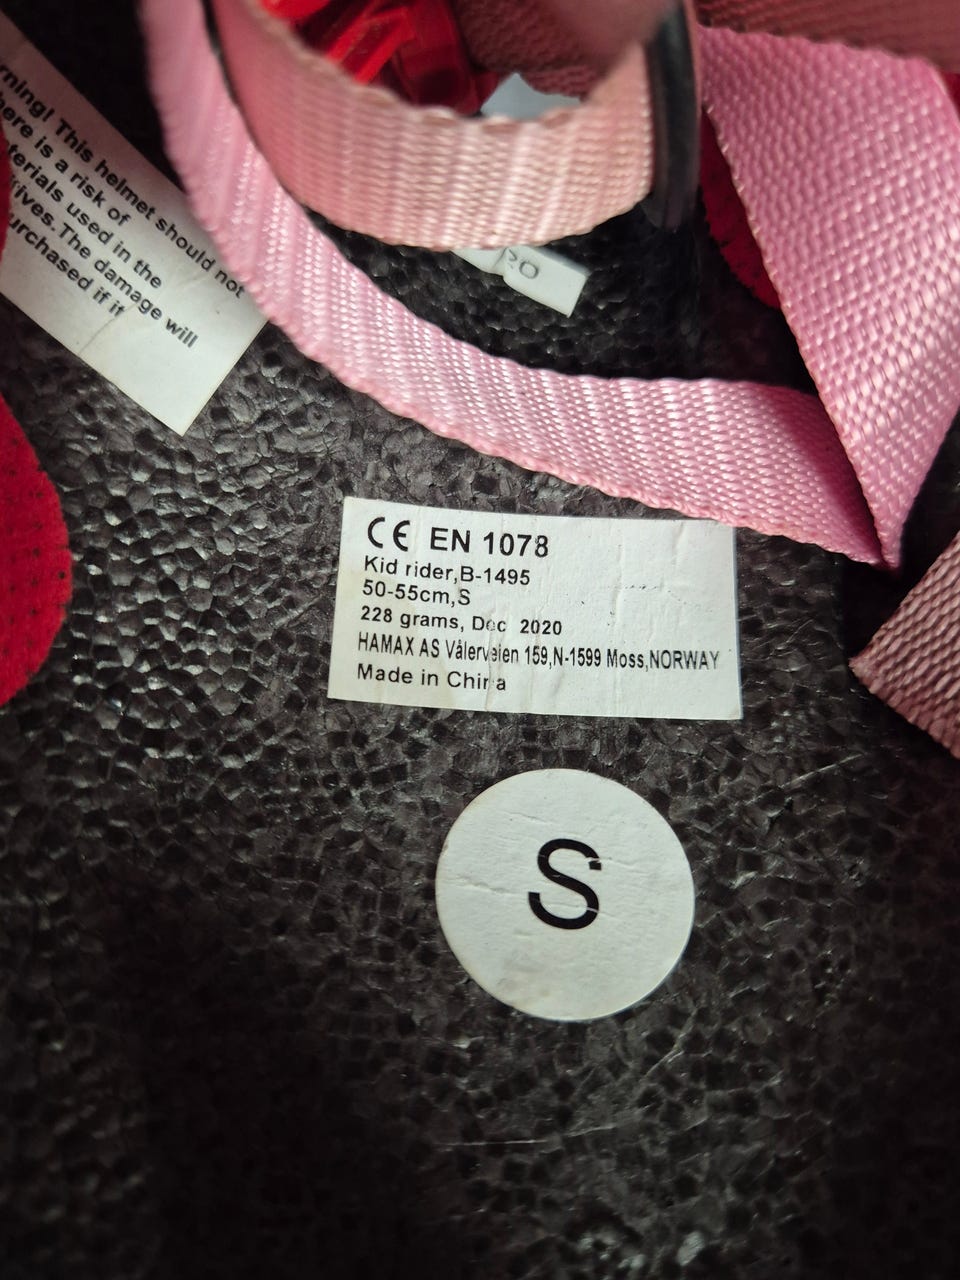 rning! This helmet should not
here is a risk of
terials used in the
ives. The damage will
urchased if it
CE EN 1078
Kid rider,B-1495
50-55cm,S
228 grams, Dec 2020
HAMAX AS Vålerveien 159,N-1599 Moss,NORWAY
Made in China
S